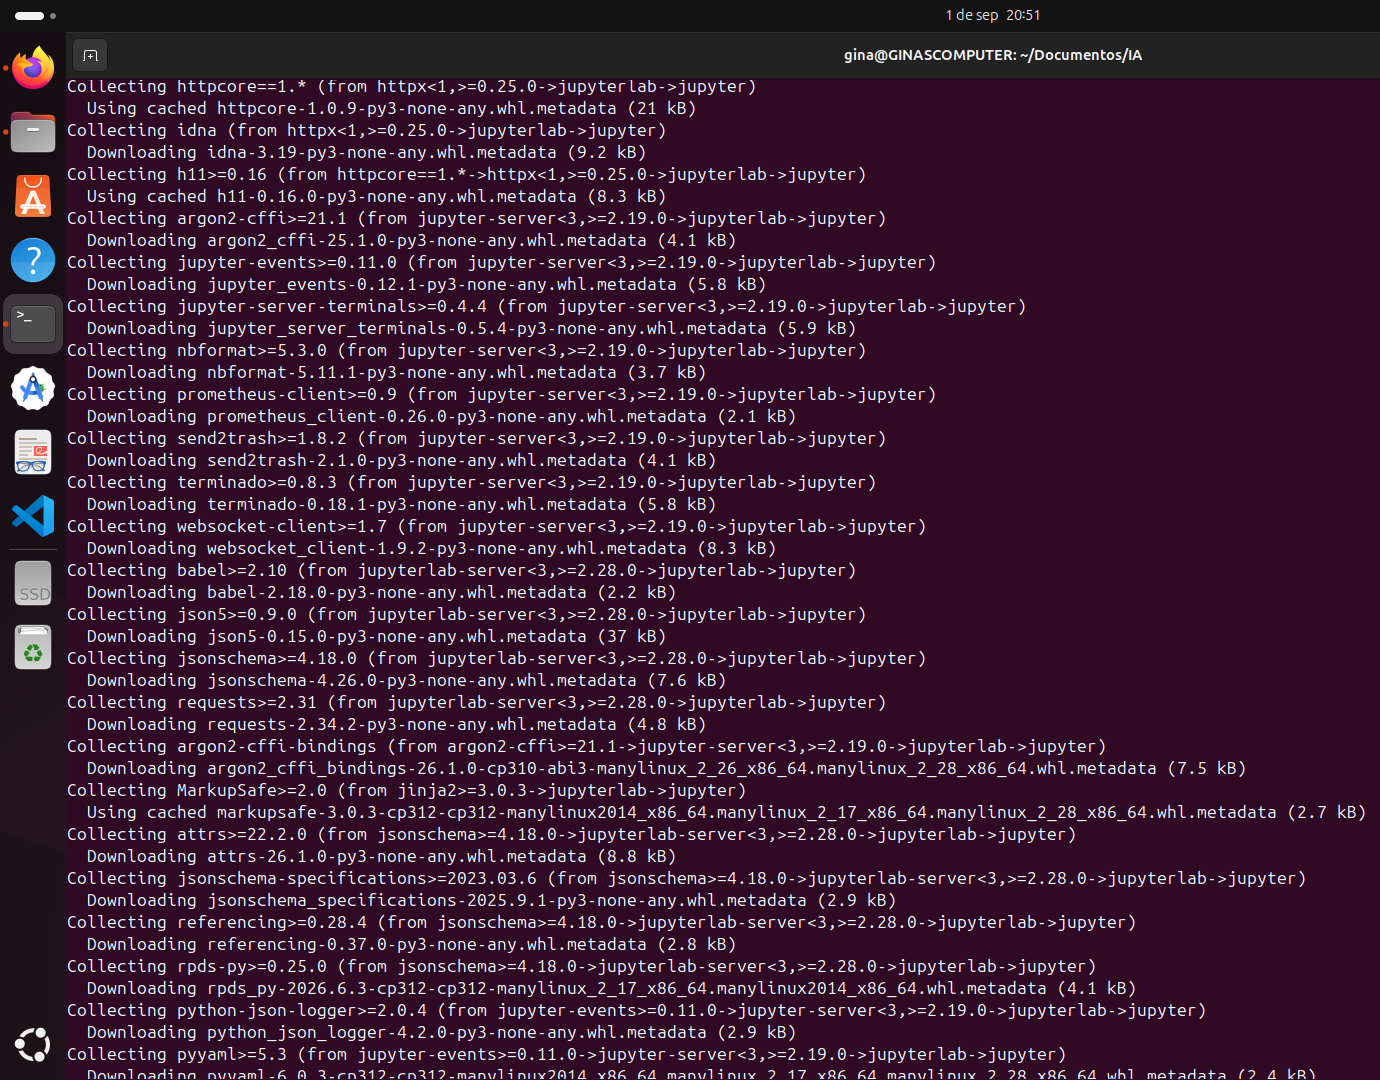 1 de sep 20:51
gina@GINASCOMPUTER: ~/Documentos/IA
Collecting httpcore==1.* (from httpx<1,>=0.25.0->jupyterlab->jupyter)
Using cached httpcore-1.0.9-py3-none-any.whl.metadata (21 kB)
Collecting idna (from httpx<1,>=0.25.0->jupyterlab->jupyter)
Downloading idna-3.19-py3-none-any.whl.metadata (9.2 kB)
Collecting h11>=0.16 (from httpcore==1.*->httpx<1,>=0.25.0->jupyterlab->jupyter)
Using cached h11-0.16.0-py3-none-any.whl.metadata (8.3 kB)
Collecting argon2-cffi>=21.1 (from jupyter-server<3,>=2.19.0->jupyterlab->jupyter)
Downloading argon2_cffi-25.1.0-py3-none-any.whl.metadata (4.1 kB)
Collecting jupyter-events>=0.11.0 (from jupyter-server<3,>=2.19.0->jupyterlab->jupyter)
Downloading jupyter_events-0.12.1-py3-none-any.whl.metadata (5.8 kB)
Collecting jupyter-server-terminals>=0.4.4 (from jupyter-server<3,>=2.19.0->jupyterlab->jupyter)
Downloading jupyter_server_terminals-0.5.4-py3-none-any.whl.metadata (5.9 kB)
Collecting nbformat>=5.3.0 (from jupyter-server<3,>=2.19.0->jupyterlab->jupyter)
Downloading nbformat-5.11.1-py3-none-any.whl.metadata (3.7 kB)
Collecting prometheus-client>=0.9 (from jupyter-server<3,>=2.19.0->jupyterlab->jupyter)
Downloading prometheus_client-0.26.0-py3-none-any.whl.metadata (2.1 kB)
Collecting send2trash>=1.8.2 (from jupyter-server<3,>=2.19.0->jupyterlab->jupyter)
Downloading send2trash-2.1.0-py3-none-any.whl.metadata (4.1 kB)
Collecting terminado>=0.8.3 (from jupyter-server<3,>=2.19.0->jupyterlab->jupyter)
Downloading terminado-0.18.1-py3-none-any.whl.metadata (5.8 kB)
Collecting websocket-client>=1.7 (from jupyter-server<3,>=2.19.0->jupyterlab->jupyter)
Downloading websocket_client-1.9.2-py3-none-any.whl.metadata (8.3 kB)
Collecting babel>=2.10 (from jupyterlab-server<3,>=2.28.0->jupyterlab->jupyter)
Downloading babel-2.18.0-py3-none-any.whl.metadata (2.2 kB)
Collecting json5>=0.9.0 (from jupyterlab-server<3,>=2.28.0->jupyterlab->jupyter)
Downloading json5-0.15.0-py3-none-any.whl.metadata (37 kB)
Collecting jsonschema>=4.18.0 (from jupyterlab-server<3,>=2.28.0->jupyterlab->jupyter)
Downloading jsonschema-4.26.0-py3-none-any.whl.metadata (7.6 kB)
Collecting requests>=2.31 (from jupyterlab-server<3,>=2.28.0->jupyterlab->jupyter)
Downloading requests-2.34.2-py3-none-any.whl.metadata (4.8 kB)
Collecting argon2-cffi-bindings (from argon2-cffi>=21.1->jupyter-server<3,>=2.19.0->jupyterlab->jupyter)
Downloading argon2_cffi_bindings-26.1.0-cp310-abi3-manylinux_2_26_x86_64.manylinux_2_28_x86_64.whl.metadata (7.5 kB)
Collecting MarkupSafe>=2.0 (from jinja2>=3.0.3->jupyterlab->jupyter)
Using cached markupsafe-3.0.3-cp312-cp312-manylinux2014_x86_64.manylinux_2_17_x86_64.manylinux_2_28_x86_64.whl.metadata (2.7 kB)
Collecting attrs>=22.2.0 (from jsonschema>=4.18.0->jupyterlab-server<3,>=2.28.0->jupyterlab->jupyter)
Downloading attrs-26.1.0-py3-none-any.whl.metadata (8.8 kB)
Collecting jsonschema-specifications>=2023.03.6 (from jsonschema>=4.18.0->jupyterlab-server<3,>=2.28.0->jupyterlab->jupyter)
Downloading jsonschema_specifications-2025.9.1-py3-none-any.whl.metadata (2.9 kB)
Collecting referencing>=0.28.4 (from jsonschema>=4.18.0->jupyterlab-server<3,>=2.28.0->jupyterlab->jupyter)
Downloading referencing-0.37.0-py3-none-any.whl.metadata (2.8 kB)
Collecting rpds-py>=0.25.0 (from jsonschema>=4.18.0->jupyterlab-server<3,>=2.28.0->jupyterlab->jupyter)
Downloading rpds_py-2026.6.3-cp312-cp312-manylinux_2_17_x86_64.manylinux2014_x86_64.whl.metadata (4.1 kB)
Collecting python-json-logger>=2.0.4 (from jupyter-events>=0.11.0->jupyter-server<3,>=2.19.0->jupyterlab->jupyter)
Downloading python_json_logger-4.2.0-py3-none-any.whl.metadata (2.9 kB)
Collecting pyyaml>=5.3 (from jupyter-events>=0.11.0->jupyter-server<3,>=2.19.0->jupyterlab->jupyter)
Downloading pyyaml-6.0.3-cp312-cp312-manylinux2014_x86_64.manylinux_2_17_x86_64.manylinux_2_28_x86_64.whl.metadata (2.4 kB)
SSD